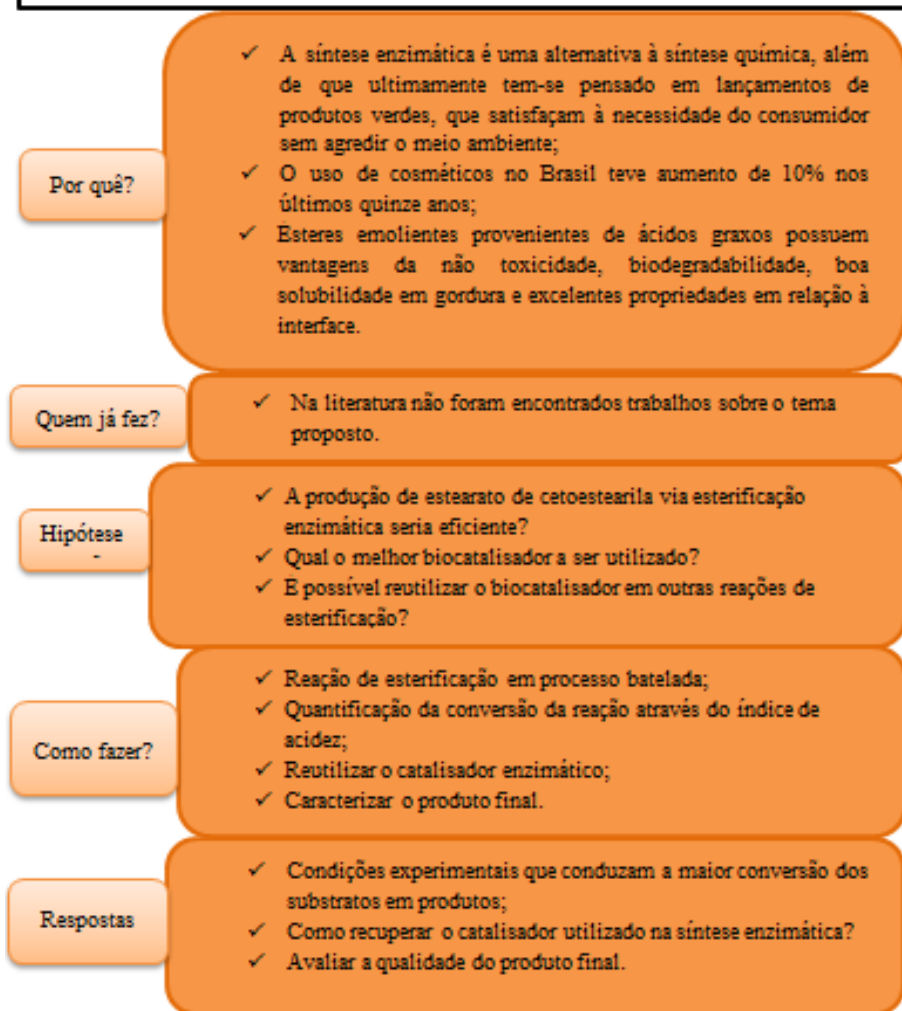 Por quê?
✓ A síntese enzimática é uma alternativa à síntese química, além
de que ultimamente tem-se pensado em lançamentos de
produtos verdes, que satisfaçam à necessidade do consumidor
sem agredir o meio ambiente;
✓ O uso de cosméticos no Brasil teve aumento de 10% nos
últimos quinze anos;
✓ Esteres emolientes provenientes de ácidos graxos possuem
vantagens da não toxicidade, biodegradabilidade, boa
solubilidade em gordura e excelentes propriedades em relação à
interface.
Quem já fez?
✓ Na literatura não foram encontrados trabalhos sobre o tema
proposto.
Hipótese
-
✓ A produção de estearato de cetoestearila via esterificação
enzimática seria eficiente?
✓ Qual o melhor biocatalisador a ser utilizado?
✓ E possível reutilizar o biocatalisador em outras reações de
esterificação?
Como fazer?
✓ Reação de esterificação em processo batelada;
✓ Quantificação da conversão da reação através do índice de
acidez;
✓ Reutilizar o catalisador enzimático;
✓ Caracterizar o produto final.
Respostas
✓ Condições experimentais que conduzam a maior conversão dos
substratos em produtos;
✓ Como recuperar o catalisador utilizado na síntese enzimática?
✓ Avaliar a qualidade do produto final.